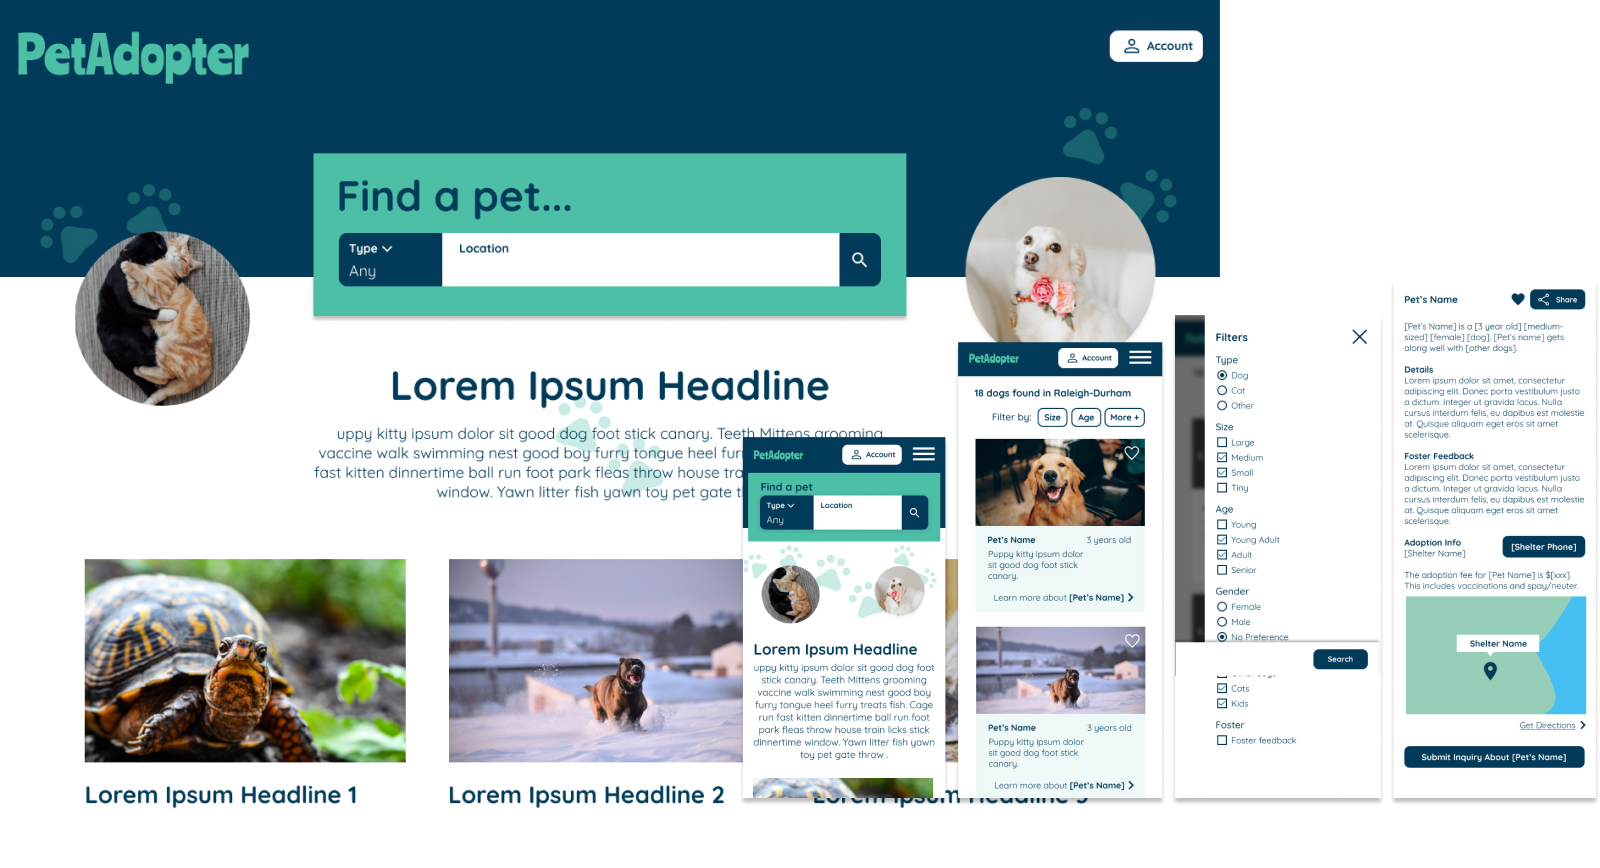 PetAdopter
Account
Find a pet...
Type
Any
Location
Lorem Ipsum Headline
uppy kitty ipsum dolor sit good dog foot stick canary. Teeth Mittens grooming
vaccine walk swimming nest good boy furry tongue heel fur
fast kitten dinnertime ball run foot park fleas throw house tra
window. Yawn litter fish yawn toy pet gate t
Lorem Ipsum Headline 1
Lorem Ipsum Headline 2
Lorem Ipsum Headline 3
PetAdopter
Account
Find a pet
Type
Any
Location
Lorem Ipsum Headline
uppy kitty ipsum dolor sit good dog foot
stick canary. Teeth Mittens grooming
vaccine walk swimming nest good boy
furry tongue heel furry treats fish. Cage
run fast kitten dinnertime ball run foot
park fleas throw house train licks stick
dinnertime window. Yawn litter fish yawn
toy pet gate throw .
PetAdopter
Account
18 dogs found in Raleigh-Durham
Filter by: Size Age More +
Pet's Name 3 years old
Puppy kitty ipsum dolor
sit good dog foot stick
canary.
Learn more about [Pet's Name]
Pet's Name 3 years old
Puppy kitty ipsum dolor
sit good dog foot stick
canary.
Learn more about [Pet's Name]
Filters
Type
Dog
Cat
Other
Size
Large
Medium
Small
Tiny
Age
Young
Young Adult
Adult
Senior
Gender
Female
Male
No Preference
Search
Cats
Kids
Foster
Foster feedback
Pet's Name
Share
[Pet's Name] is a [3 year old] [medium-
sized] [female] [dog]. [Pet's name] gets
along well with [other dogs].
Details
Lorem ipsum dolor sit amet, consectetur
adipiscing elit. Donec porta vestibulum justo
a dictum. Integer ut gravida lacus. Nulla
cursus interdum felis, eu dapibus est molestie
at. Quisque aliquam eget eros sit amet
scelerisque.
Foster Feedback
Lorem ipsum dolor sit amet, consectetur
adipiscing elit. Donec porta vestibulum justo
a dictum. Integer ut gravida lacus. Nulla
cursus interdum felis, eu dapibus est molestie
at. Quisque aliquam eget eros sit amet
scelerisque.
Adoption Info
[Shelter Name]
[Shelter Phone]
The adoption fee for [Pet Name] is $[xxx].
This includes vaccinations and spay/neuter.
Shelter Name
Get Directions
Submit Inquiry About [Pet's Name]